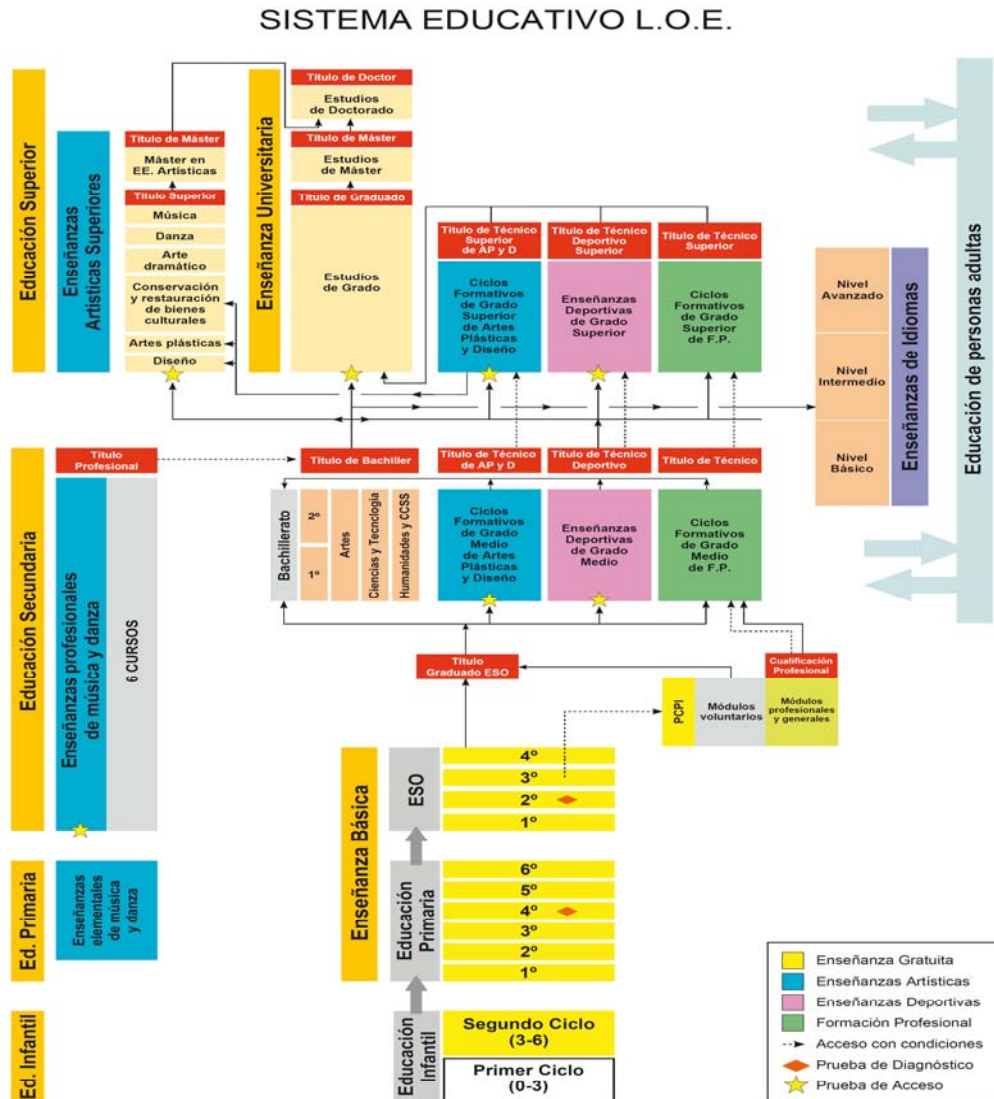 SISTEMA EDUCATIVO L.O.E.
Educación Superior
Enseñanzas
Artísticas Superiores
Título de Máster
Máster en
EE. Artísticas
Título Superior
Música
Danza
Arte
dramático
Conservación
y restauración
de bienes
culturales
Artes plásticas
Diseño
Enseñanza Universitaria
Título de Doctor
Estudios
de Doctorado
Título de Máster
Estudios
de Máster
Título de Graduado
Estudios
de Grado
Título de Técnico
Superior
de AP y D
Ciclos
Formativos
de Grado
Superior
de Artes
Plásticas
y Diseño
Título de Técnico
Deportivo
Superior
Enseñanzas
Deportivas
de Grado
Superior
Título de Técnico
Superior
Ciclos
Formativos
de Grado
Superior
de F.P.
Nivel
Avanzado
Nivel
Intermedio
Nivel
Básico
Enseñanzas de Idiomas
Educación de personas adultas
Educación Secundaria
Título
Profesional
Enseñanzas profesionales
de música y danza
6 CURSOS
Título de Bachiller
Bachillerato
2º
1º
Artes
Ciencias y Tecnología
Humanidades y CCSS
Título de Técnico
de AP y D
Ciclos
Formativos
de Grado
Medio
de Artes
Plásticas
y Diseño
Título de Técnico
Deportivo
Enseñanzas
Deportivas
de Grado
Medio
Título de Técnico
Ciclos
Formativos
de Grado
Medio
de F.P.
Título
Graduado ESO
Cualificación
Profesional
PCPI
Módulos
voluntarios
Módulos
profesionales
y generales
Enseñanza Básica
ESO
4º
3º
2º
1º
Ed. Primaria
Enseñanzas
elementales
de música
y danza
Educación
Primaria
6º
5º
4º
3º
2º
1º
Ed. Infantil
Educación
Infantil
Segundo Ciclo
(3-6)
Primer Ciclo
(0-3)
Enseñanza Gratuita
Enseñanzas Artísticas
Enseñanzas Deportivas
Formación Profesional
Acceso con condiciones
Prueba de Diagnóstico
Prueba de Acceso